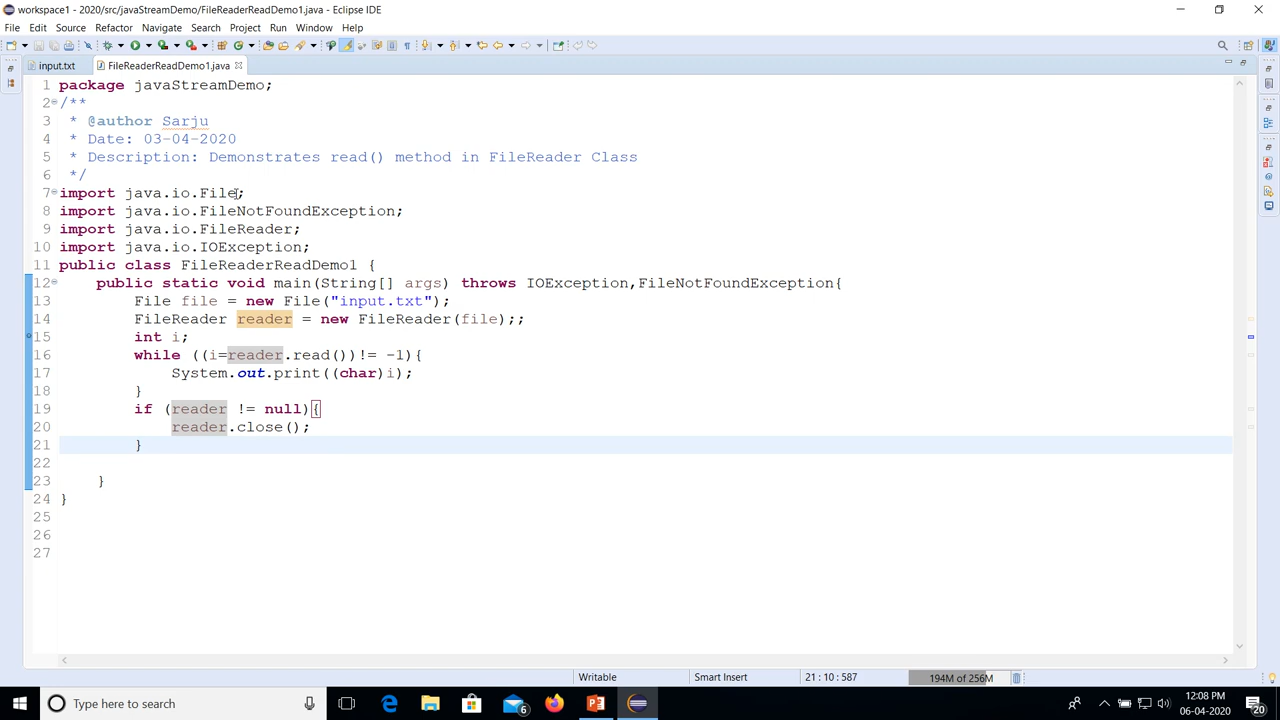 workspace1 - 2020/src/javaStreamDemo/FileReaderReadDemo1.java - Eclipse IDE
File Edit Source Refactor Navigate Search Project Run Window Help
input.txt FileReaderReadDemo1.java
1 package javaStreamDemo;
2 /**
3 * @author Sarju
4 * Date: 03-04-2020
5 * Description: Demonstrates read() method in FileReader Class
6 */
7 import java.io.File;
8 import java.io.FileNotFoundException;
9 import java.io.FileReader;
10 import java.io.IOException;
11 public class FileReaderReadDemo1 {
12 public static void main(String[] args) throws IOException,FileNotFoundException{
13 File file = new File("input.txt");
14 FileReader reader = new FileReader(file);;
15 int i;
16 while ((i=reader.read())!= -1){
17 System.out.print((char)i);
18 }
19 if (reader != null){
20 reader.close();
21 }
22
23 }
24 }
25
26
27
Writable Smart Insert 21 : 10 : 587 194M of 256M
Type here to search 6 12:08 PM
06-04-2020 20